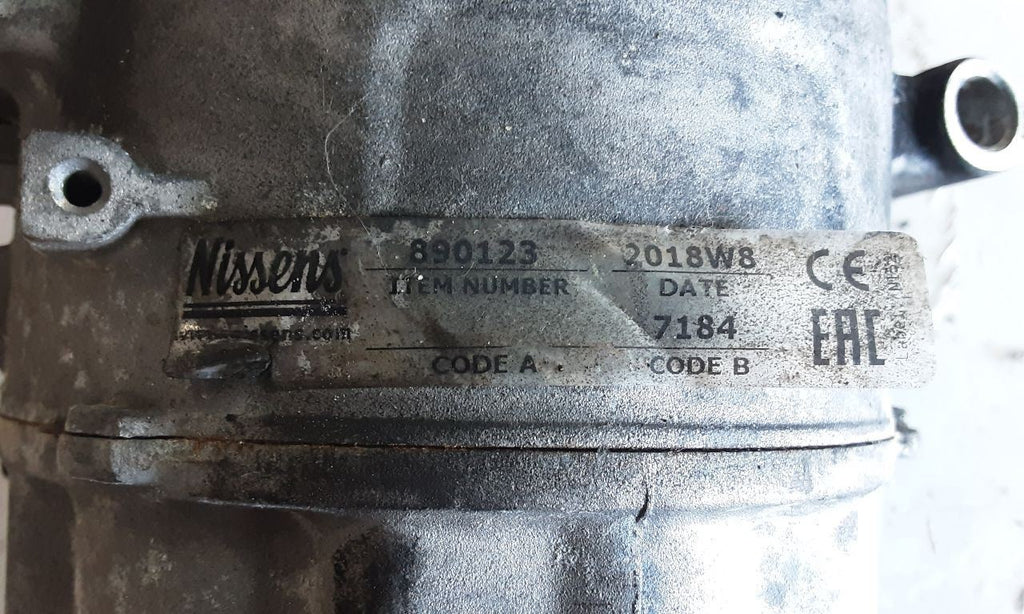 Nissens
890123
ITEM NUMBER
2018W8
DATE
CE
7184
CODE A
CODE B
EAC